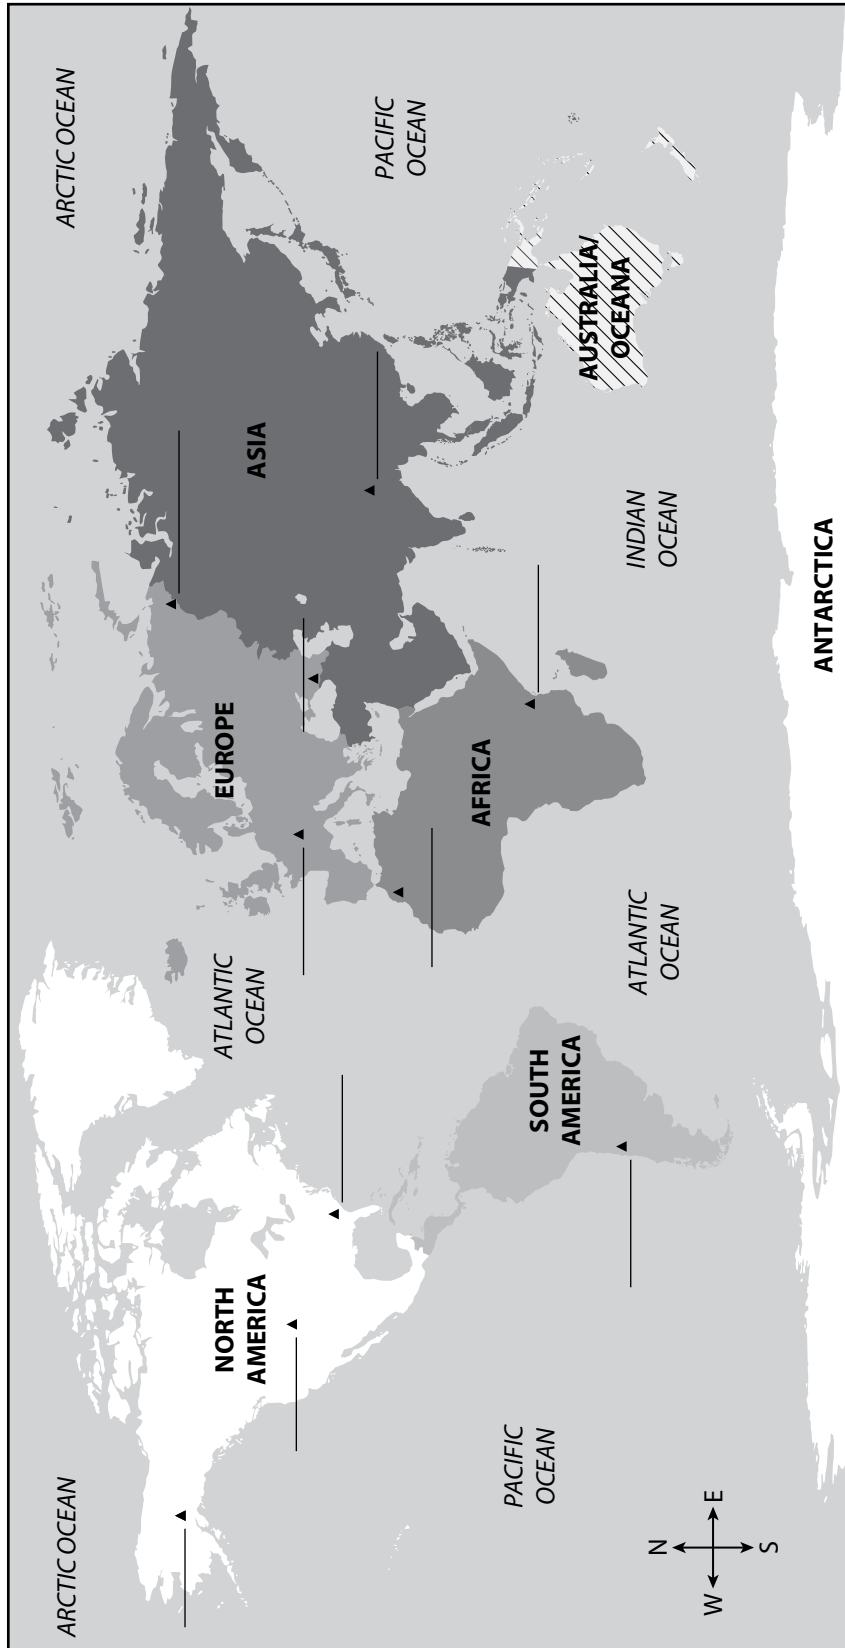 ARCTIC OCEAN
ARCTIC OCEAN
NORTH
AMERICA
ATLANTIC
OCEAN
EUROPE
ASIA
PACIFIC
OCEAN
PACIFIC
OCEAN
SOUTH
AMERICA
AFRICA
ATLANTIC
OCEAN
INDIAN
OCEAN
AUSTRALIA/
OCEANA
ANTARCTICA
N
W
E
S